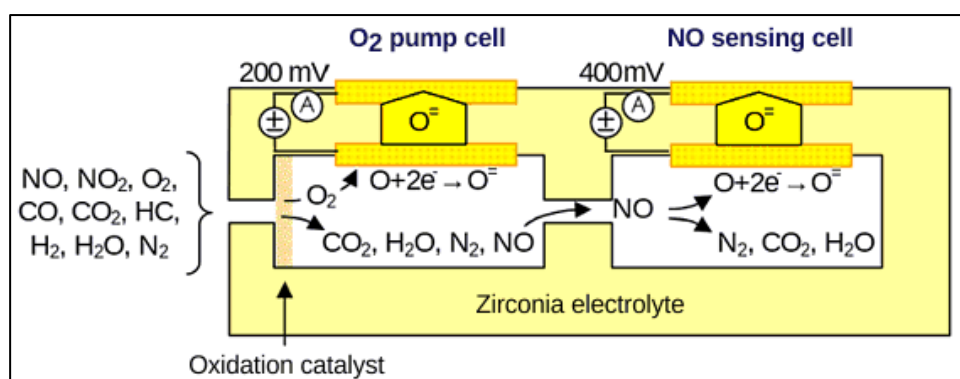 O₂ pump cell
NO sensing cell
200 mV
400mV
A
A
±
±
O⁼
O⁼
NO, NO₂, O₂,
CO, CO₂, HC,
H₂, H₂O, N₂
O₂
O+2e⁻→O⁼
CO₂, H₂O, N₂, NO
NO
O+2e⁻→O⁼
N₂, CO₂, H₂O
Zirconia electrolyte
Oxidation catalyst